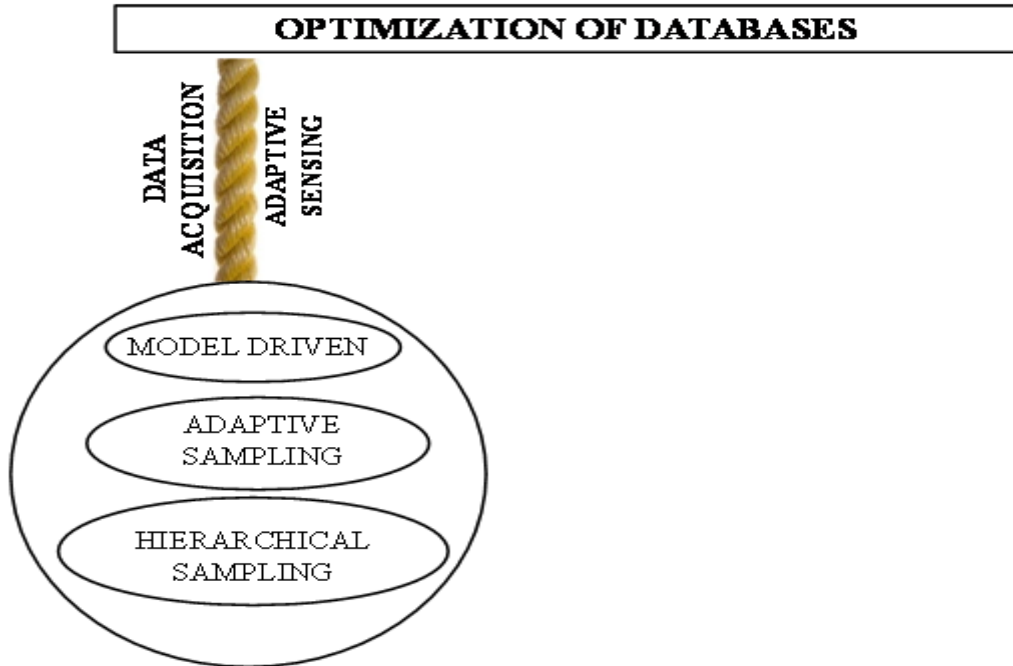 OPTIMIZATION OF DATABASES
DATA
ACQUISITION
ADAPTIVE
SENSING
MODEL DRIVEN
ADAPTIVE
SAMPLING
HIERARCHICAL
SAMPLING